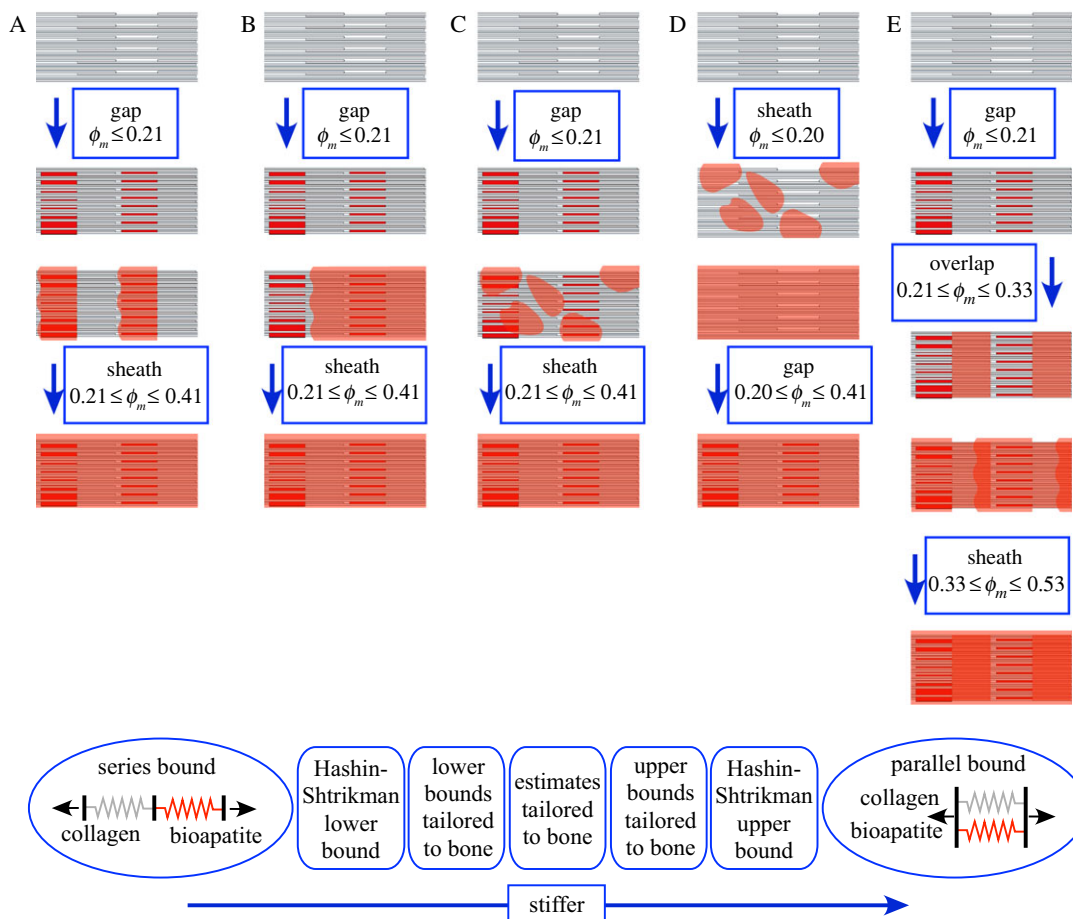 A
B
C
D
E
gap
ϕm ≤ 0.21
gap
ϕm ≤ 0.21
gap
ϕm ≤ 0.21
sheath
ϕm ≤ 0.20
gap
ϕm ≤ 0.21
overlap
0.21 ≤ ϕm ≤ 0.33
sheath
0.21 ≤ ϕm ≤ 0.41
sheath
0.21 ≤ ϕm ≤ 0.41
sheath
0.21 ≤ ϕm ≤ 0.41
gap
0.20 ≤ ϕm ≤ 0.41
sheath
0.33 ≤ ϕm ≤ 0.53
series bound
collagen
bioapatite
Hashin-
Shtrikman
lower
bound
lower
bounds
tailored
to bone
estimates
tailored
to bone
upper
bounds
tailored
to bone
Hashin-
Shtrikman
upper
bound
parallel bound
collagen
bioapatite
stiffer